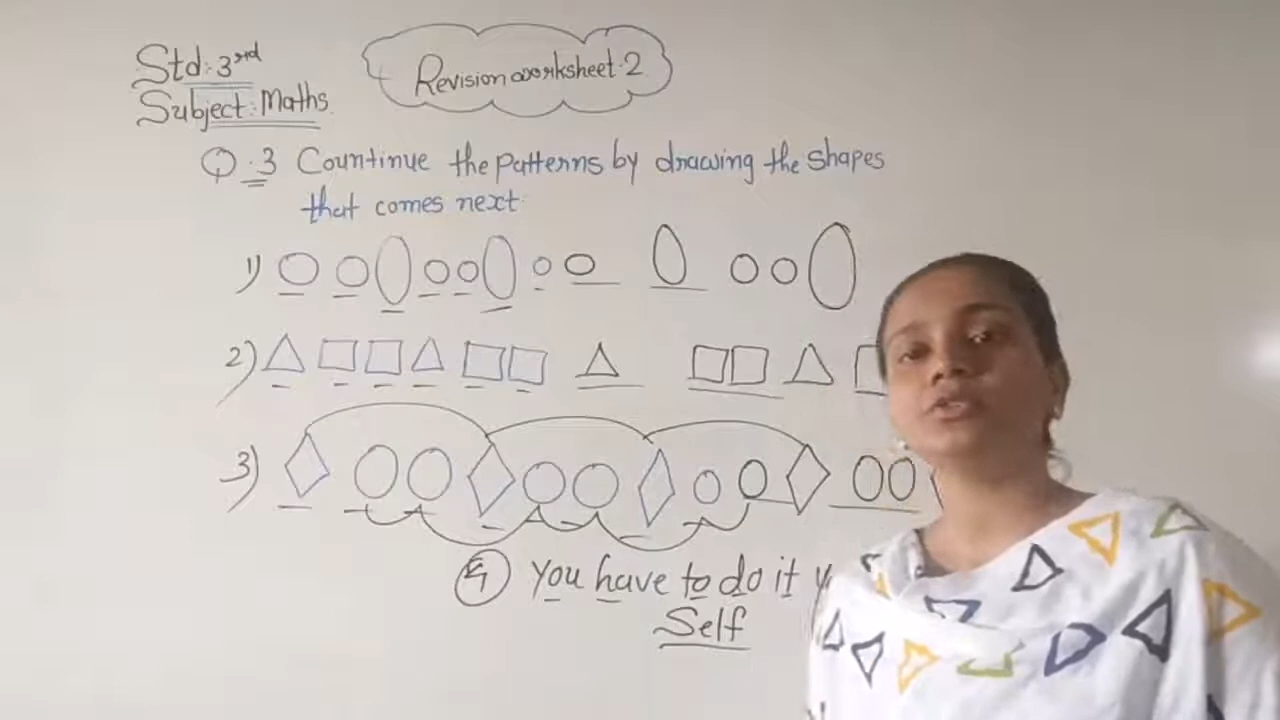 Std: 3rd
Revision worksheet 2
Subject: Maths
Q.3 Countinue the patterns by drawing the shapes
that comes next
1)
2)
3)
4 You have to do it
Self